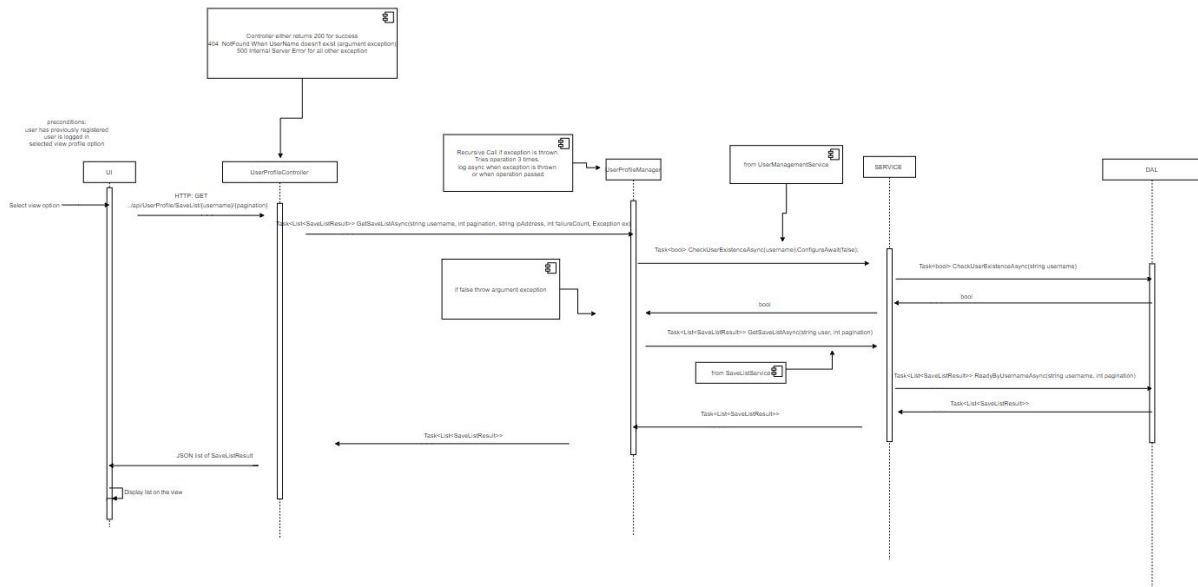 Controller either returns 200 for success
404 NotFound When UserName doesn't exist (argument exception)
500 Internal Server Error for all other exception
preconditions:
user has previously registered
user is logged in
selected view profile option
Recursive Call if exception is thrown.
Tries operation 3 times.
log async when exception is thrown
or when operation passed
from UserManagementService
UI
UserProfileController
UserProfileManager
SERVICE
DAL
Select view option
HTTP: GET
../api/UserProfile/SaveList/{username}/{pagination}
Task<List<SaveListResult>> GetSaveListAsync(string username, int pagination, string ipAddress, int failureCount, Exception ex)
Task<bool> CheckUserExistenceAsync(username).ConfigureAwait(false);
Task<bool> CheckUserExistenceAsync(string username)
if false throw argument exception
bool
bool
Task<List<SaveListResult>> GetSaveListAsync(string user, int pagination)
from SaveListService
Task<List<SaveListResult>> ReadyByUsernameAsync(string username, int pagination)
Task<List<SaveListResult>>
Task<List<SaveListResult>>
Task<List<SaveListResult>>
JSON list of SaveListResult
Display list on the view